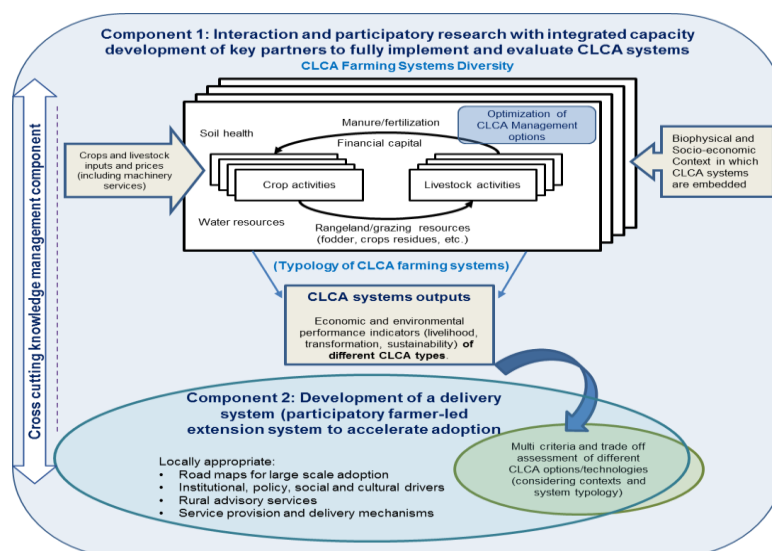 Component 1: Interaction and participatory research with integrated capacity
development of key partners to fully implement and evaluate CLCA systems
CLCA Farming Systems Diversity
Cross cutting knowledge management component
Crops and livestock
inputs and prices
(including machinery
services)
Soil health
Manure/fertilization
Financial capital
Optimization of
CLCA Management
options
Crop activities
Livestock activities
Water resources
Rangeland/grazing resources
(fodder, crops residues, etc.)
Biophysical and
Socio-economic
Context in which
CLCA systems
are embedded
(Typology of CLCA farming systems)
CLCA systems outputs
Economic and environmental
performance indicators (livelihood,
transformation, sustainability) of
different CLCA types.
Component 2: Development of a delivery
system (participatory farmer-led
extension system to accelerate adoption
Locally appropriate:
• Road maps for large scale adoption
• Institutional, policy, social and cultural drivers
• Rural advisory services
• Service provision and delivery mechanisms
Multi criteria and trade off
assessment of different
CLCA options/technologies
(considering contexts and
system typology)